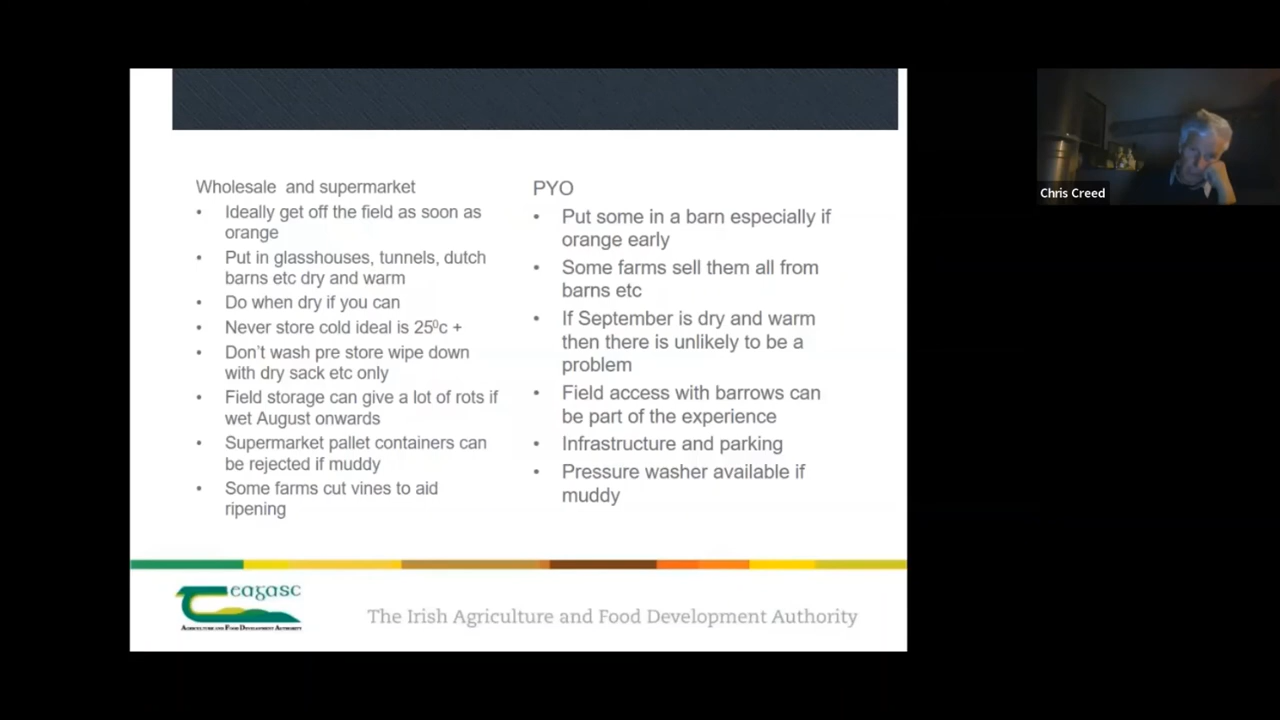 Wholesale and supermarket
• Ideally get off the field as soon as
orange
• Put in glasshouses, tunnels, dutch
barns etc dry and warm
• Do when dry if you can
• Never store cold ideal is 25⁰c +
• Don't wash pre store wipe down
with dry sack etc only
• Field storage can give a lot of rots if
wet August onwards
• Supermarket pallet containers can
be rejected if muddy
• Some farms cut vines to aid
ripening
PYO
• Put some in a barn especially if
orange early
• Some farms sell them all from
barns etc
• If September is dry and warm
then there is unlikely to be a
problem
• Field access with barrows can
be part of the experience
• Infrastructure and parking
• Pressure washer available if
muddy
Chris Creed
eagasc
AGRICULTURE AND FOOD DEVELOPMENT AUTHORITY
The Irish Agriculture and Food Development Authority